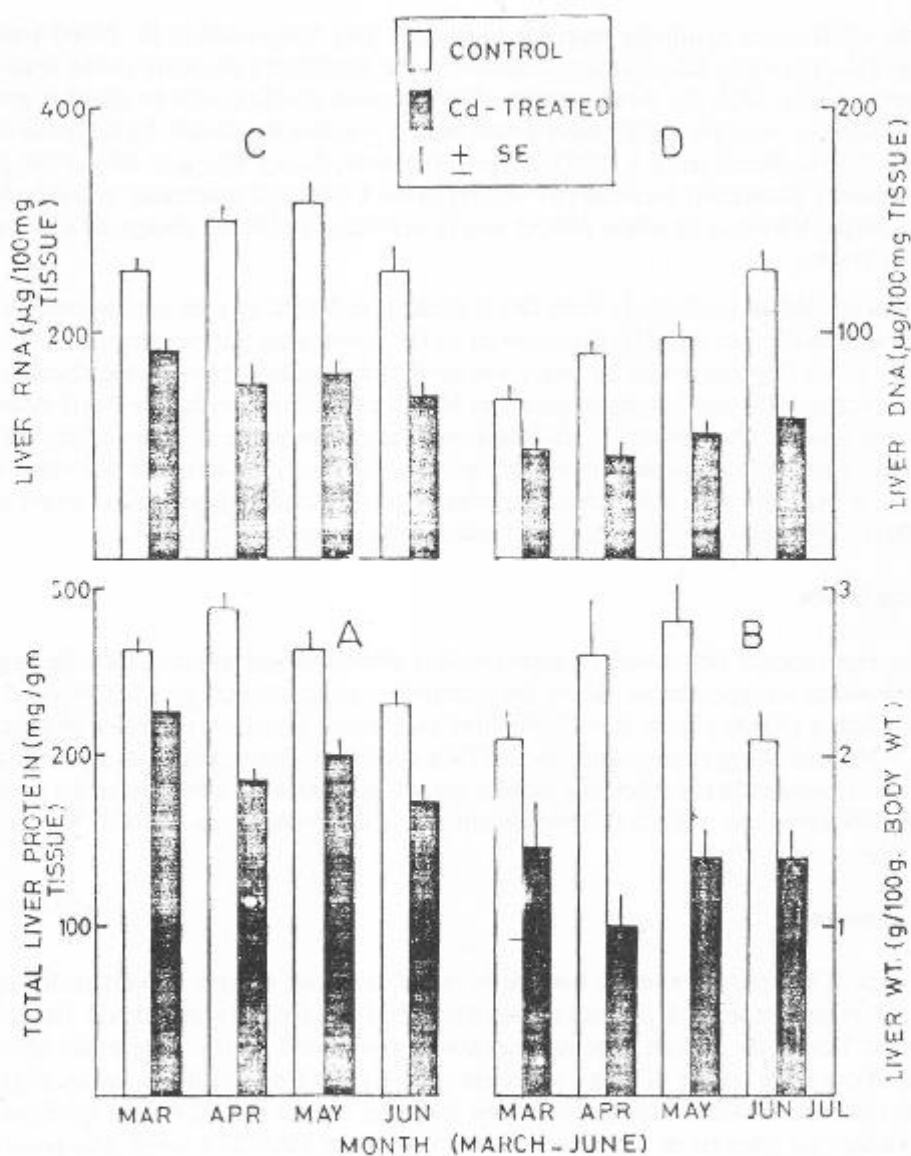 CONTROL
Cd-TREATED
± SE
400
200
C
D
200
100
LIVER RNA (µg/100mg
TISSUE)
LIVER DNA(µg/100mg TISSUE)
300
200
100
A
B
3
2
1
TOTAL LIVER PROTEIN(mg/gm
TISSUE)
LIVER WT. (g/100g. BODY WT.)
MAR APR MAY JUN MAR APR MAY JUN JUL
MONTH (MARCH-JUNE)